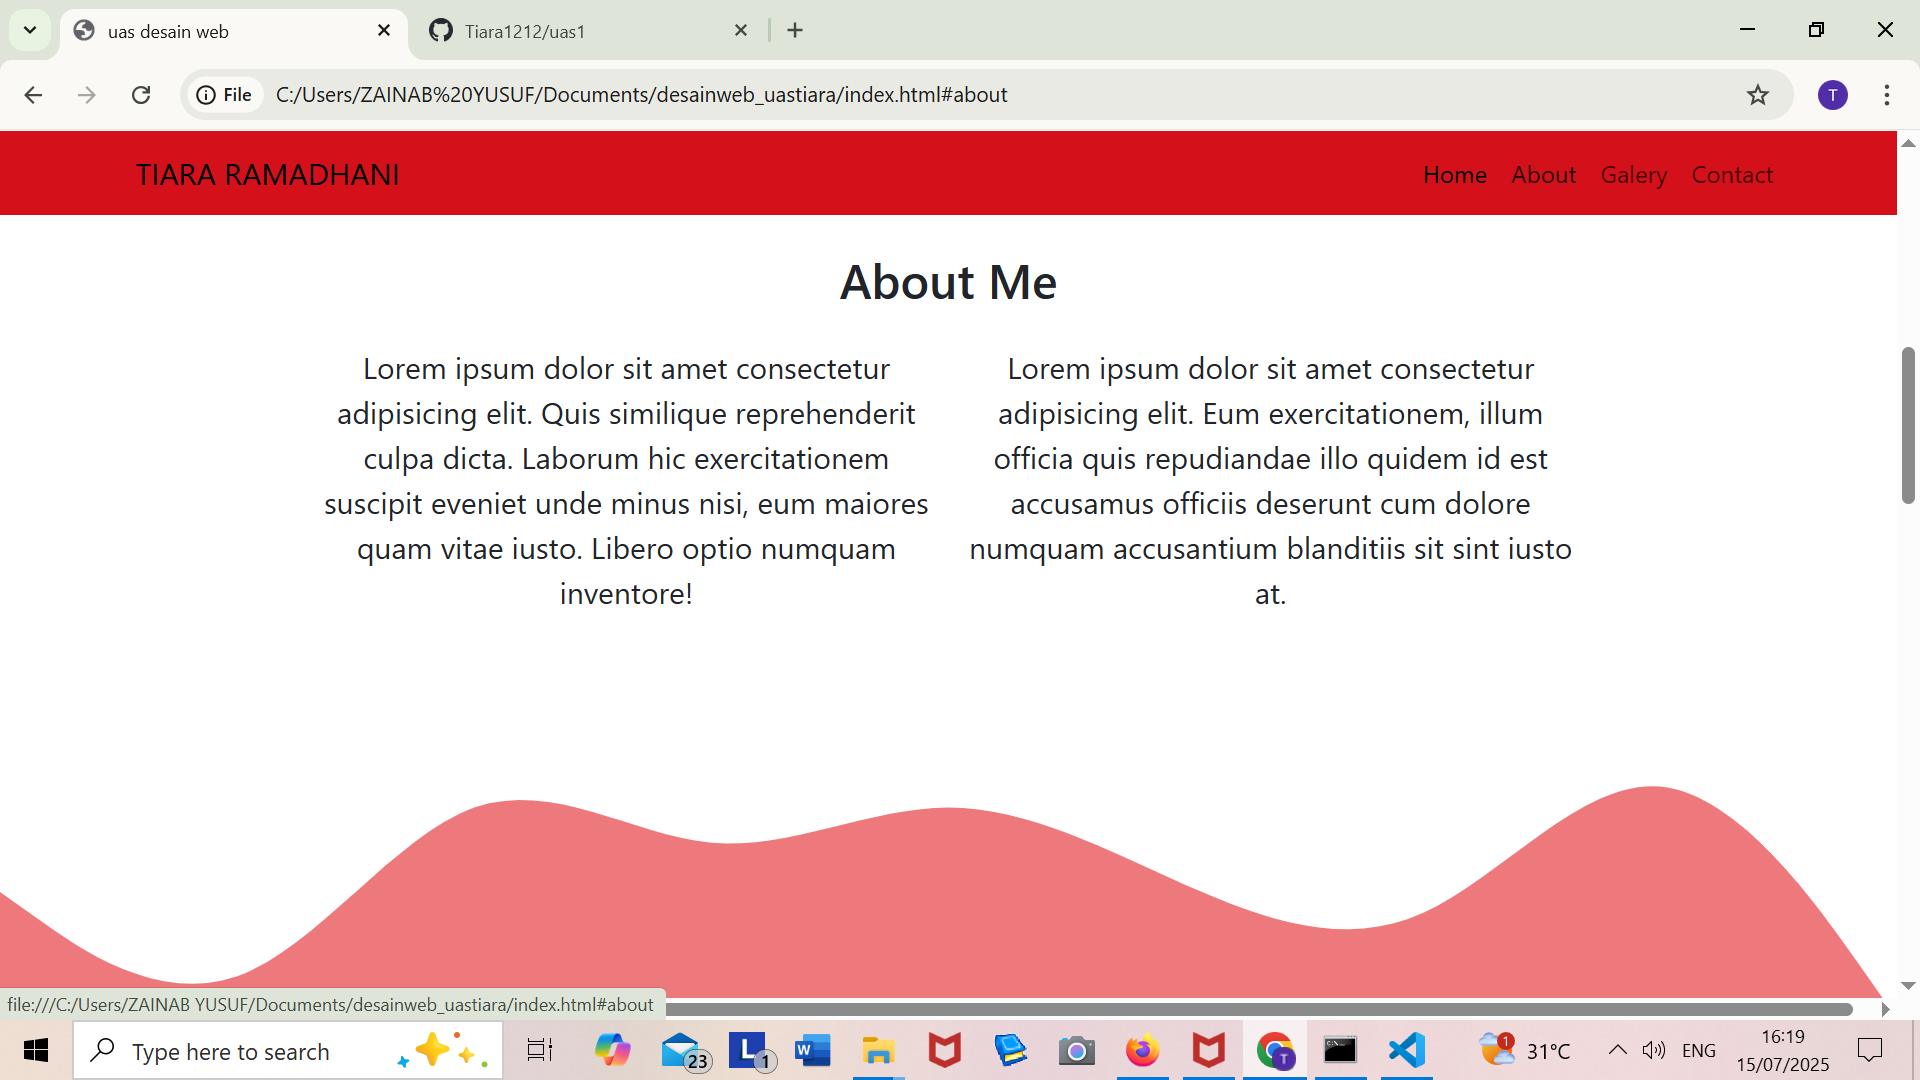 uas desain web
Tiara1212/uas1
File
C:/Users/ZAINAB%20YUSUF/Documents/desainweb_uastiara/index.html#about
T
TIARA RAMADHANI
Home
About
Galery
Contact
About Me
Lorem ipsum dolor sit amet consectetur
adipisicing elit. Quis similique reprehenderit
culpa dicta. Laborum hic exercitationem
suscipit eveniet unde minus nisi, eum maiores
quam vitae iusto. Libero optio numquam
inventore!
Lorem ipsum dolor sit amet consectetur
adipisicing elit. Eum exercitationem, illum
officia quis repudiandae illo quidem id est
accusamus officiis deserunt cum dolore
numquam accusantium blanditiis sit sint iusto
at.
file:///C:/Users/ZAINAB YUSUF/Documents/desainweb_uastiara/index.html#about
Type here to search
23
L
1
W
T
1
31°C
ENG
16:19
15/07/2025